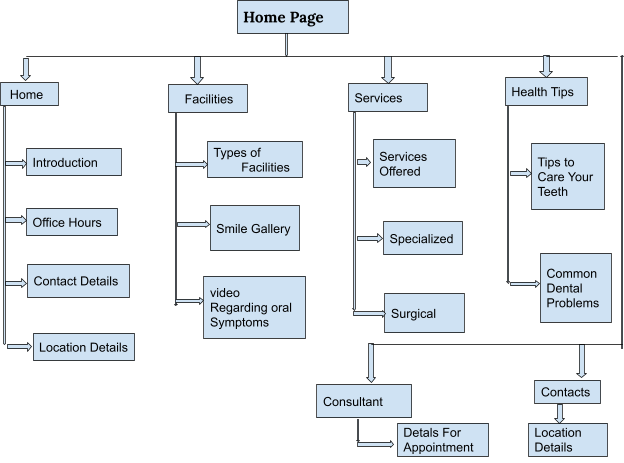 Home Page
Home
Facilities
Services
Health Tips
Introduction
Office Hours
Contact Details
Location Details
Types of
Facilities
Smile Gallery
video
Regarding oral
Symptoms
Services
Offered
Specialized
Surgical
Tips to
Care Your
Teeth
Common
Dental
Problems
Consultant
Detals For
Appointment
Contacts
Location
Details